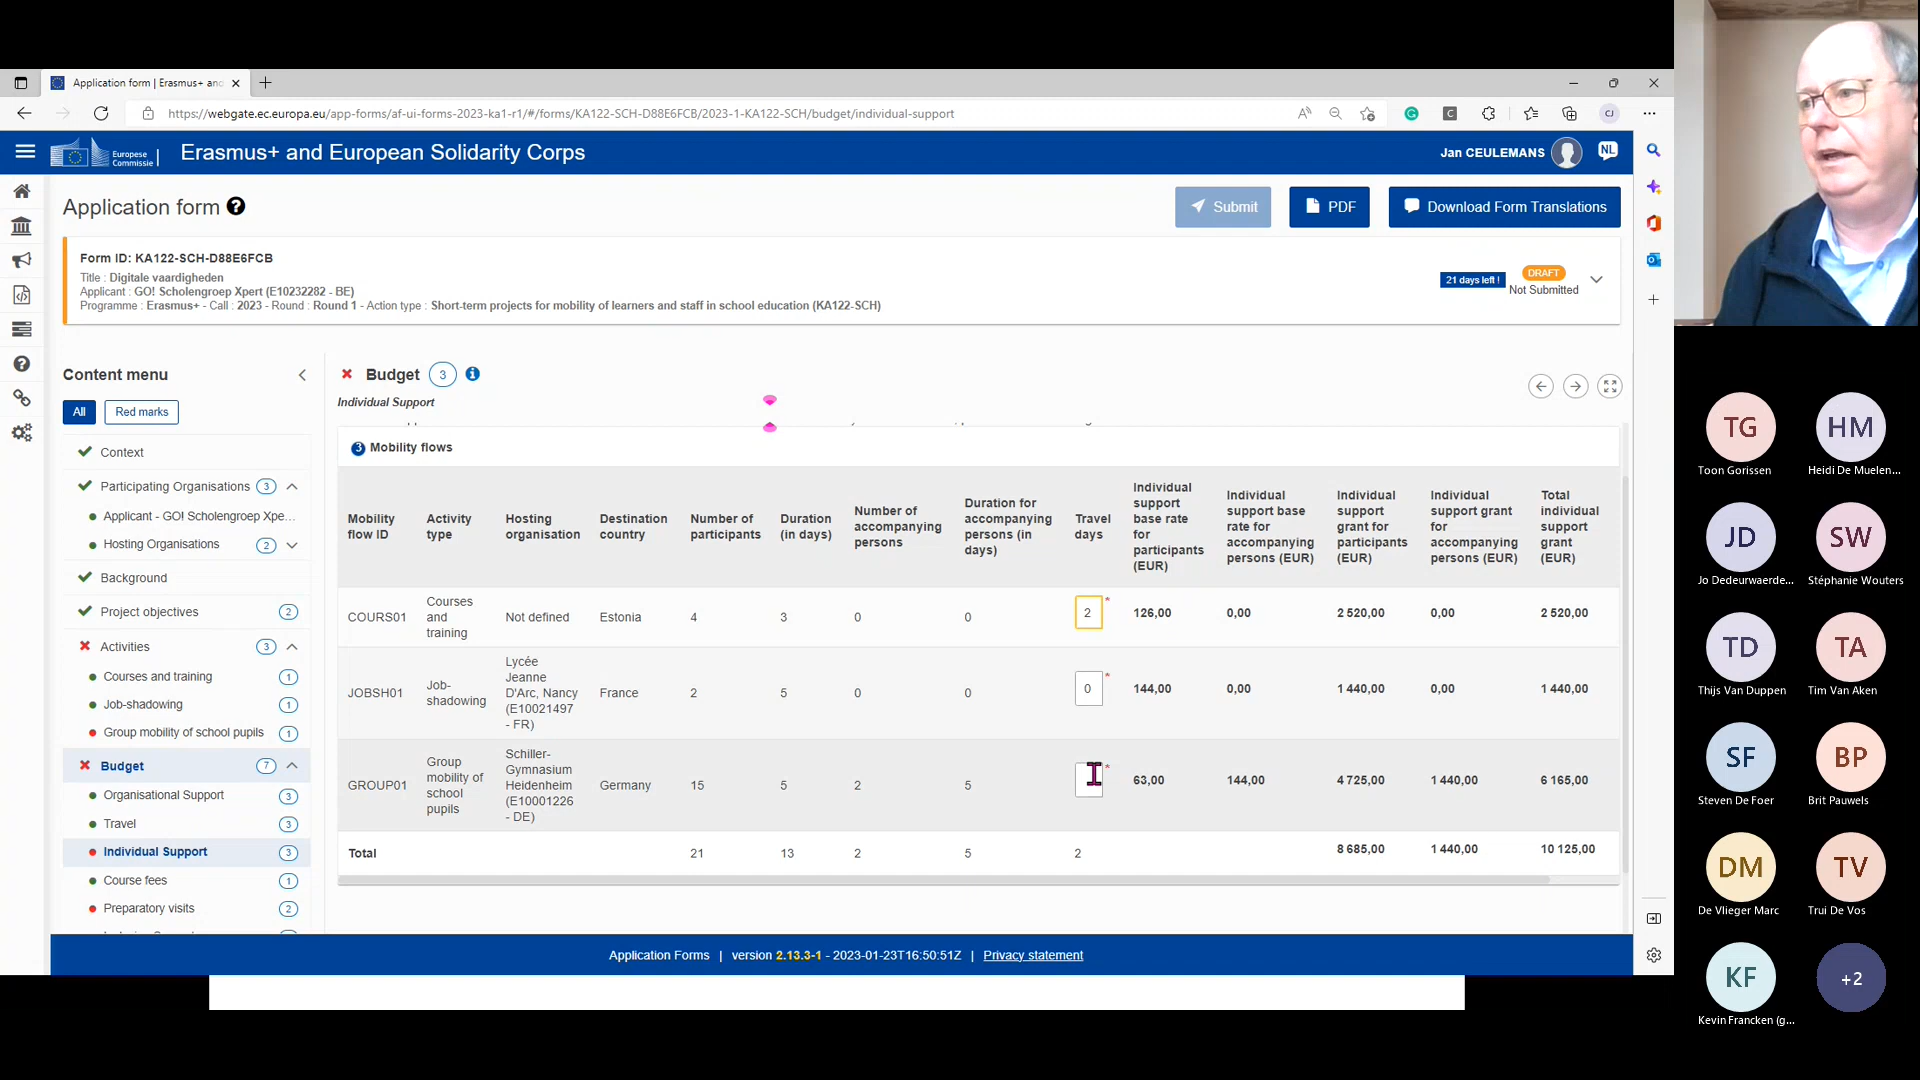 Application form | Erasmus+ and
https://webgate.ec.europa.eu/app-forms/af-ui-forms-2023-ka1-r1/#/forms/KA122-SCH-D88E6FCB/2023-1-KA122-SCH/budget/individual-support
CJ
Europese
Commissie
Erasmus+ and European Solidarity Corps
Jan CEULEMANS
NL
Application form
Submit
PDF
Download Form Translations
Form ID: KA122-SCH-D88E6FCB
Title : Digitale vaardigheden
Applicant : GO! Scholengroep Xpert (E10232282 - BE)
Programme : Erasmus+ - Call : 2023 - Round : Round 1 - Action type : Short-term projects for mobility of learners and staff in school education (KA122-SCH)
21 days left !
DRAFT
Not Submitted
Content menu
All
Red marks
Context
Participating Organisations 3
Applicant - GO! Scholengroep Xpe...
Hosting Organisations 2
Background
Project objectives 2
Activities 3
Courses and training 1
Job-shadowing 1
Group mobility of school pupils 1
Budget 7
Organisational Support 3
Travel 3
Individual Support 3
Course fees 1
Preparatory visits 2
Budget 3
Individual Support
3 Mobility flows
Mobility flow ID
Activity type
Hosting organisation
Destination country
Number of participants
Duration (in days)
Number of accompanying persons
Duration for accompanying persons (in days)
Travel days
Individual support base rate for participants (EUR)
Individual support base rate for accompanying persons (EUR)
Individual support grant for participants (EUR)
Individual support grant for accompanying persons (EUR)
Total individual support grant (EUR)
COURS01 Courses and training Not defined Estonia 4 3 0 0 2 * 126,00 0,00 2 520,00 0,00 2 520,00
JOBSH01 Job-shadowing Lycée Jeanne D'Arc, Nancy (E10021497 - FR) France 2 5 0 0 0 * 144,00 0,00 1 440,00 0,00 1 440,00
GROUP01 Group mobility of school pupils Schiller-Gymnasium Heidenheim (E10001226 - DE) Germany 15 5 2 5 * 63,00 144,00 4 725,00 1 440,00 6 165,00
Total 21 13 2 5 2 8 685,00 1 440,00 10 125,00
Application Forms | version 2.13.3-1 - 2023-01-23T16:50:51Z | Privacy statement
TG
Toon Gorissen
HM
Heidi De Muelen...
JD
Jo Dedeurwaerde...
SW
Stéphanie Wouters
TD
Thijs Van Duppen
TA
Tim Van Aken
SF
Steven De Foer
BP
Brit Pauwels
DM
De Vlieger Marc
TV
Trui De Vos
KF
Kevin Francken (g...
+2